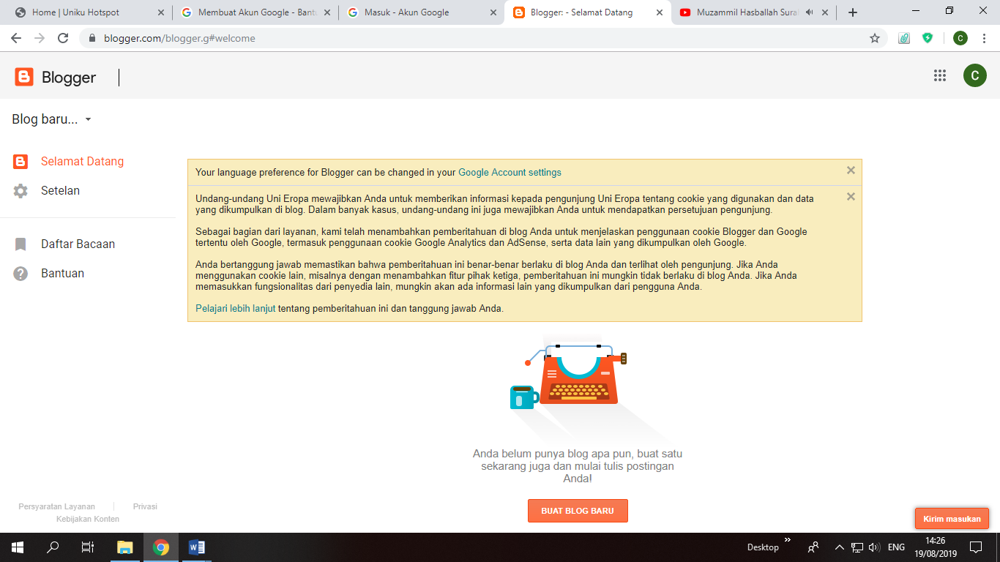 Home | Uniku Hotspot
Membuat Akun Google - Bantu
Masuk - Akun Google
Blogger: - Selamat Datang
Muzammil Hasballah Sura
blogger.com/blogger.g#welcome
C
Blogger
C
Blog baru...
Selamat Datang
Setelan
Daftar Bacaan
Bantuan
Your language preference for Blogger can be changed in your Google Account settings
Undang-undang Uni Eropa mewajibkan Anda untuk memberikan informasi kepada pengunjung Uni Eropa tentang cookie yang digunakan dan data
yang dikumpulkan di blog. Dalam banyak kasus, undang-undang ini juga mewajibkan Anda untuk mendapatkan persetujuan pengunjung.
Sebagai bagian dari layanan, kami telah menambahkan pemberitahuan di blog Anda untuk menjelaskan penggunaan cookie Blogger dan Google
tertentu oleh Google, termasuk penggunaan cookie Google Analytics dan AdSense, serta data lain yang dikumpulkan oleh Google.
Anda bertanggung jawab memastikan bahwa pemberitahuan ini benar-benar berlaku di blog Anda dan terlihat oleh pengunjung. Jika Anda
menggunakan cookie lain, misalnya dengan menambahkan fitur pihak ketiga, pemberitahuan ini mungkin tidak berlaku di blog Anda. Jika Anda
memasukkan fungsionalitas dari penyedia lain, mungkin akan ada informasi lain yang dikumpulkan dari pengguna Anda.
Pelajari lebih lanjut tentang pemberitahuan ini dan tanggung jawab Anda.
Anda belum punya blog apa pun, buat satu
sekarang juga dan mulai tulis postingan
Anda!
BUAT BLOG BARU
Persyaratan Layanan
Privasi
Kebijakan Konten
Kirim masukan
Desktop
ENG
14:26
19/08/2019